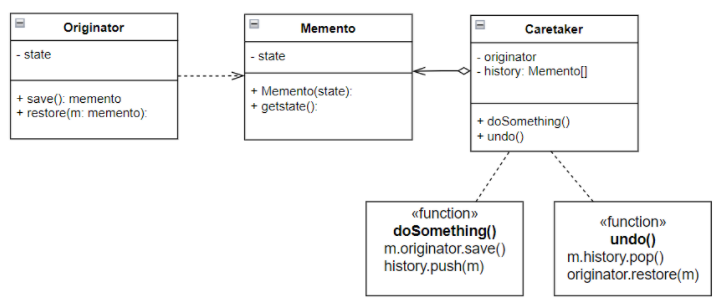 Originator
- state
+ save(): memento
+ restore(m: memento):
Memento
- state
+ Memento(state):
+ getstate():
Caretaker
- originator
- history: Memento[]
+ doSomething()
+ undo()
«function»
doSomething()
m.originator.save()
history.push(m)
«function»
undo()
m.history.pop()
originator.restore(m)